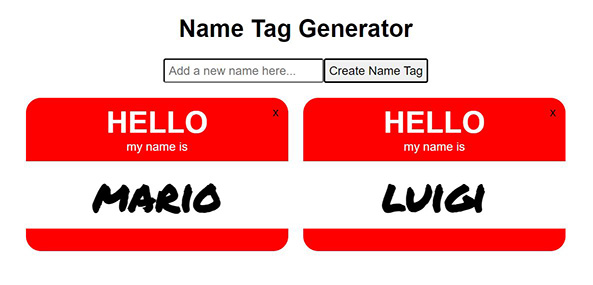 Name Tag Generator
Add a new name here... Create Name Tag
HELLO x
my name is
MARIO
HELLO x
my name is
LUIGI